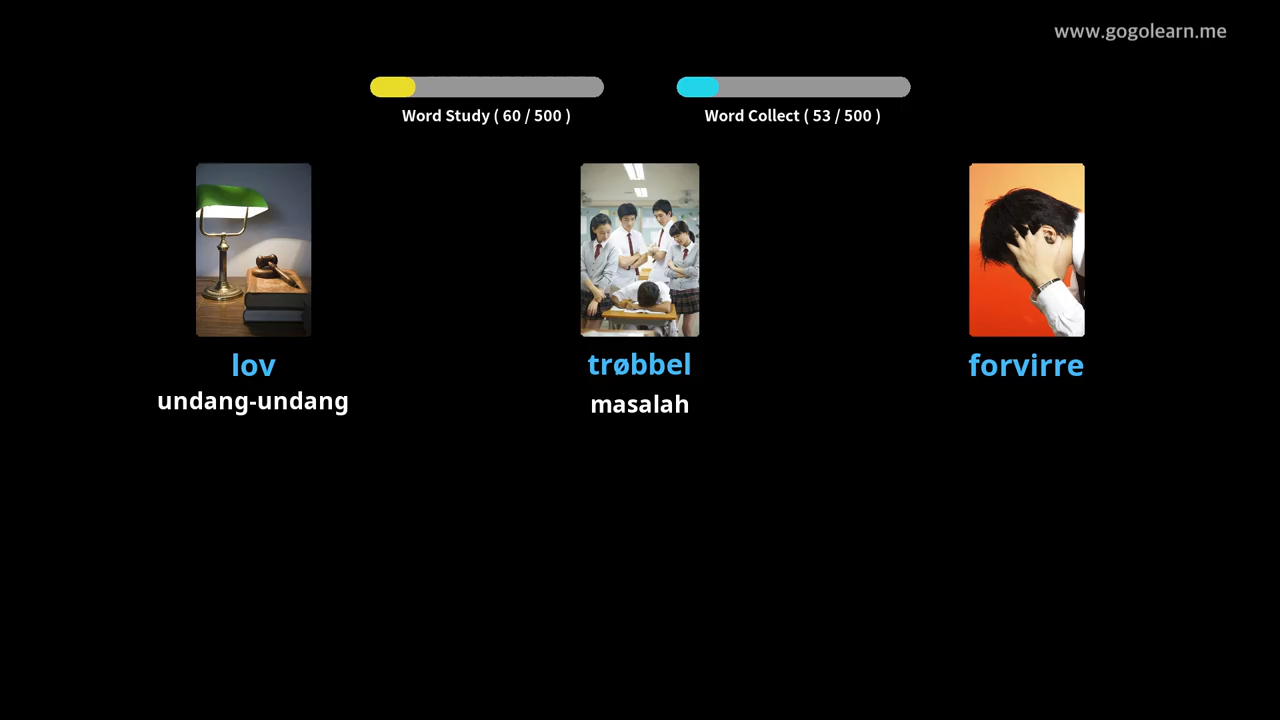 www.gogolearn.me
Word Study ( 60 / 500 )
Word Collect ( 53 / 500 )
lov
trøbbel
forvirre
undang-undang
masalah